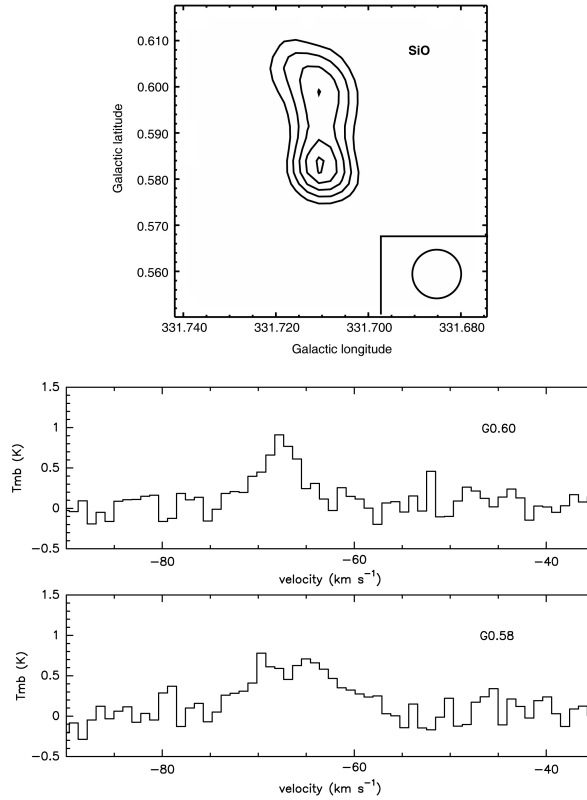 SiO
0.610
0.600
0.590
0.580
0.570
0.560
Galactic latitude
331.740 331.720 331.700 331.680
Galactic longitude
1.5
1
0.5
0
−0.5
Tmb (K)
G0.60
−80 −60 −40
velocity (km s⁻¹)
1.5
1
0.5
0
−0.5
Tmb (K)
G0.58
−80 −60 −40
velocity (km s⁻¹)